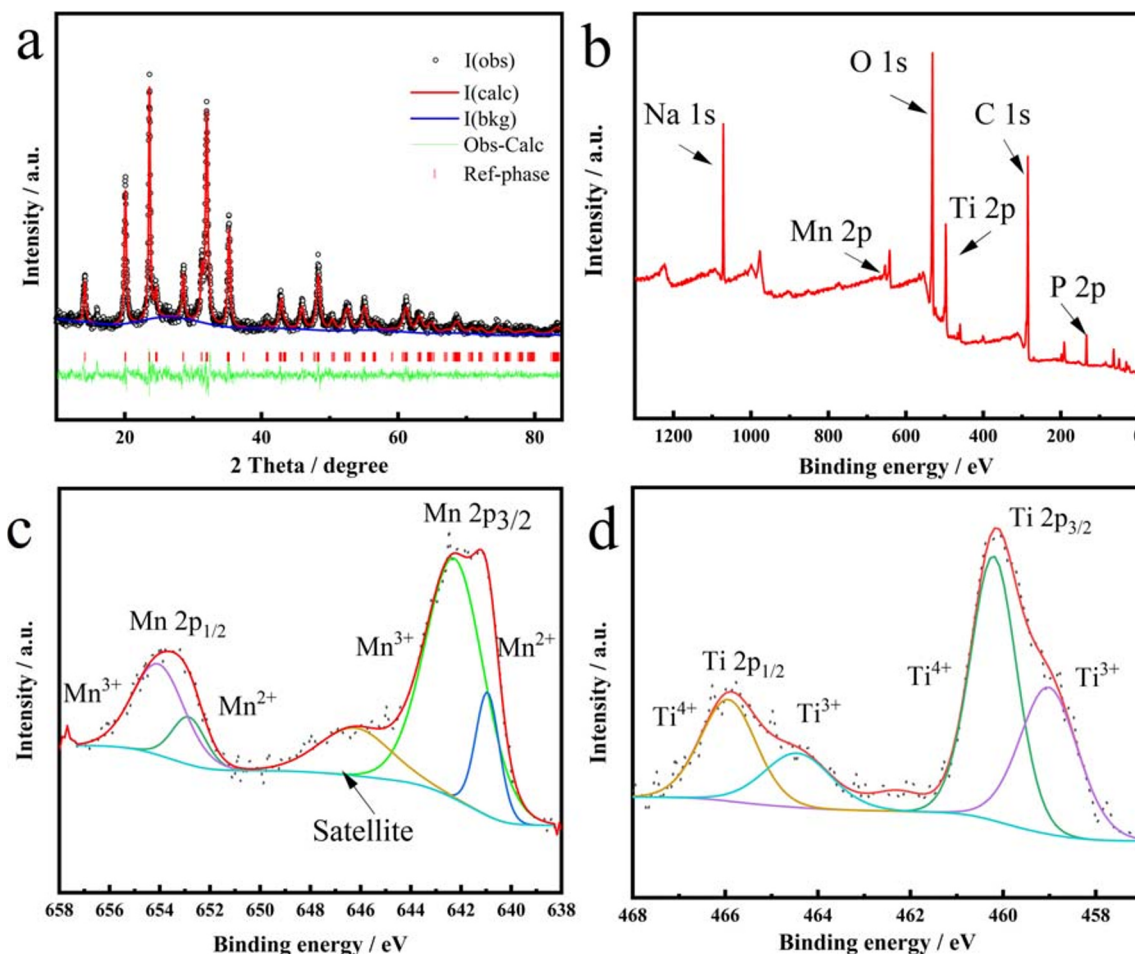 a
I(obs)
I(calc)
I(bkg)
Obs-Calc
Ref-phase
Intensity / a.u.
20 40 60 80
2 Theta / degree
b
O 1s
Na 1s
C 1s
Ti 2p
Mn 2p
P 2p
Intensity / a.u.
1200 1000 800 600 400 200 0
Binding energy / eV
c
Mn 2p3/2
Mn 2p1/2
Mn3+
Mn2+
Mn3+
Mn2+
Satellite
Intensity / a.u.
658 656 654 652 650 648 646 644 642 640 638
Binding energy / eV
d
Ti 2p3/2
Ti 2p1/2
Ti4+
Ti3+
Ti4+
Ti3+
Intensity / a.u.
468 466 464 462 460 458
Binding energy / eV